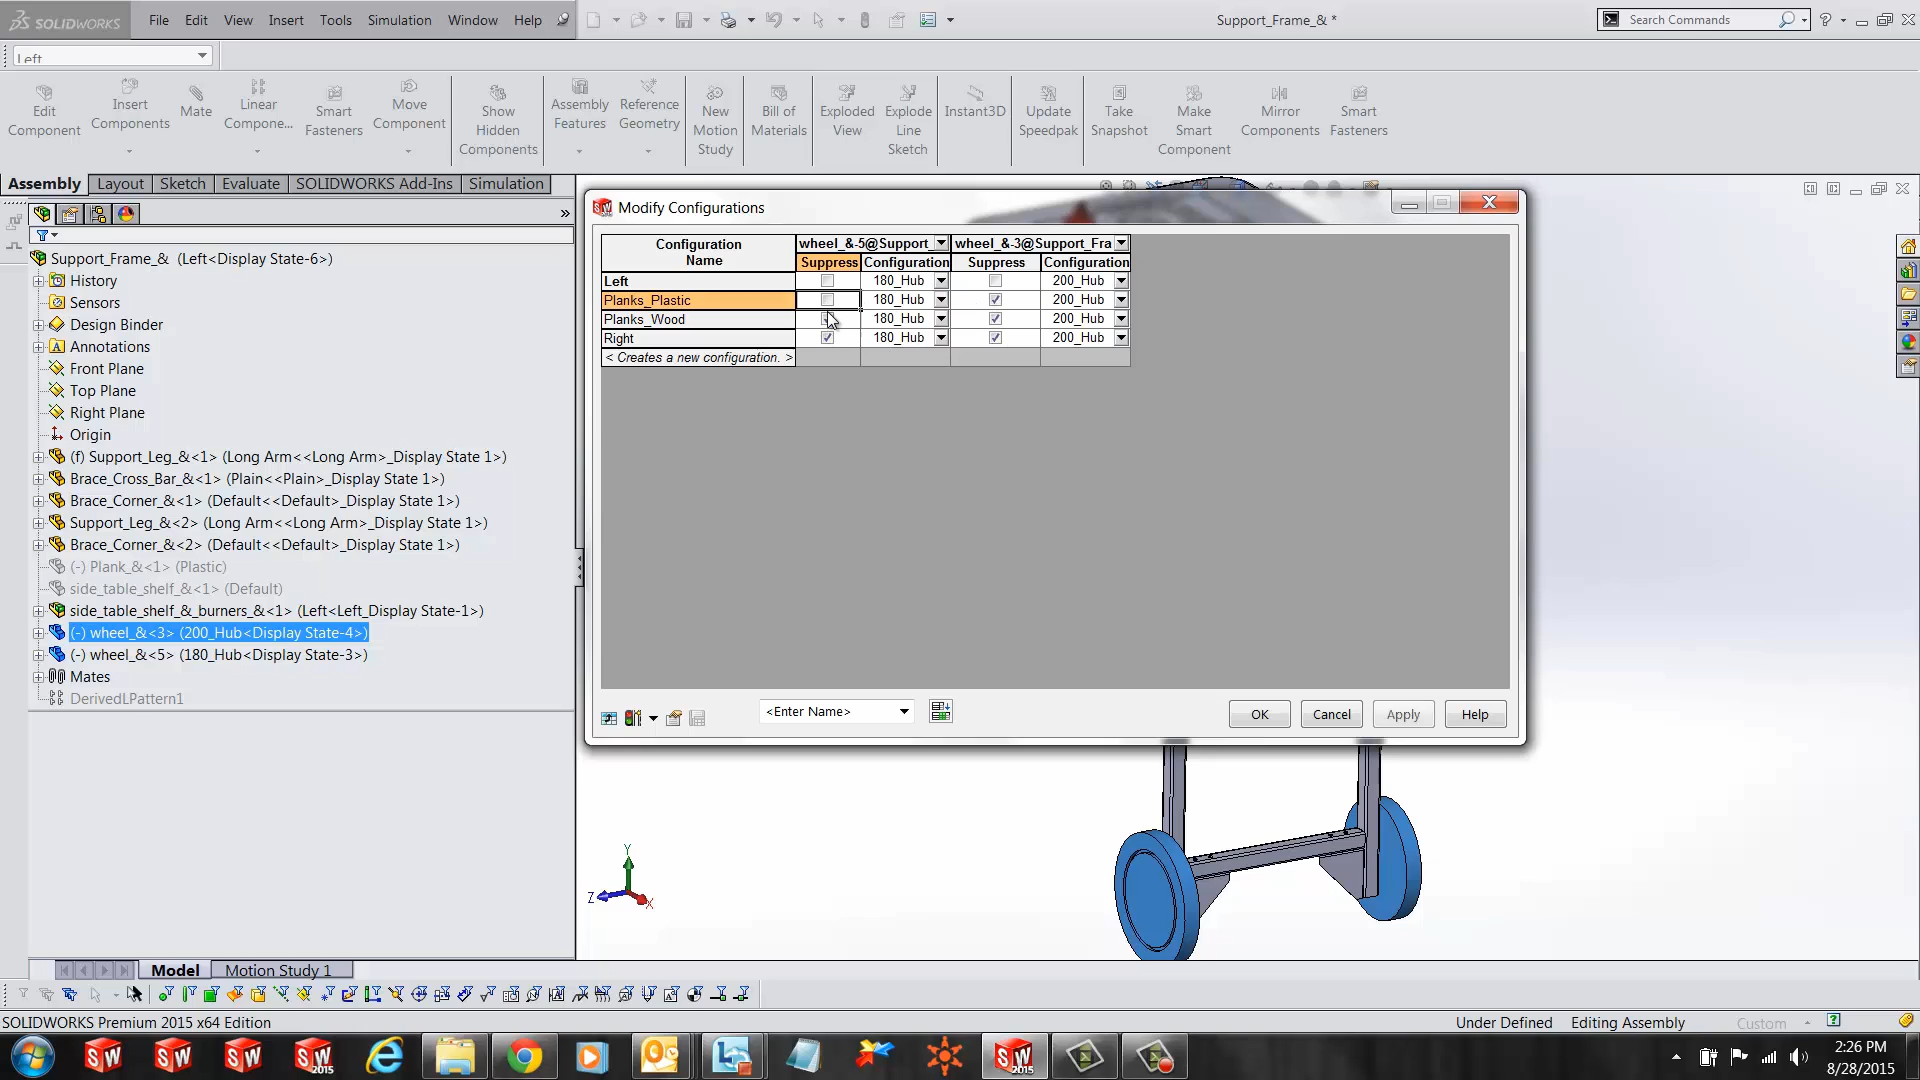 SOLIDWORKS
File Edit View Insert Tools Simulation Window Help
Support_Frame_& *
Search Commands
Left
Edit Component
Insert Components
Mate
Linear Compone...
Smart Fasteners
Move Component
Show Hidden Components
Assembly Features
Reference Geometry
New Motion Study
Bill of Materials
Exploded View
Explode Line Sketch
Instant3D
Update Speedpak
Take Snapshot
Make Smart Component
Mirror Components
Smart Fasteners
Assembly Layout Sketch Evaluate SOLIDWORKS Add-Ins Simulation
Support_Frame_& (Left<Display State-6>)
History
Sensors
Design Binder
Annotations
Front Plane
Top Plane
Right Plane
Origin
(f) Support_Leg_&<1> (Long Arm<<Long Arm>_Display State 1>)
Brace_Cross_Bar_&<1> (Plain<<Plain>_Display State 1>)
Brace_Corner_&<1> (Default<<Default>_Display State 1>)
Support_Leg_&<2> (Long Arm<<Long Arm>_Display State 1>)
Brace_Corner_&<2> (Default<<Default>_Display State 1>)
(-) Plank_&<1> (Plastic)
side_table_shelf_&<1> (Default)
side_table_shelf_&_burners_&<1> (Left<Left_Display State-1>)
(-) wheel_&<3> (200_Hub<Display State-4>)
(-) wheel_&<5> (180_Hub<Display State-3>)
Mates
DerivedLPattern1
Modify Configurations
Configuration Name wheel_&-5@Support_ wheel_&-3@Support_Fra
Suppress Configuration Suppress Configuration
Left 180_Hub 200_Hub
Planks_Plastic 180_Hub 200_Hub
Planks_Wood 180_Hub 200_Hub
Right 180_Hub 200_Hub
< Creates a new configuration. >
<Enter Name>
OK Cancel Apply Help
Y
Z
X
Model Motion Study 1
SOLIDWORKS Premium 2015 x64 Edition
Under Defined Editing Assembly Custom
2:26 PM
8/28/2015